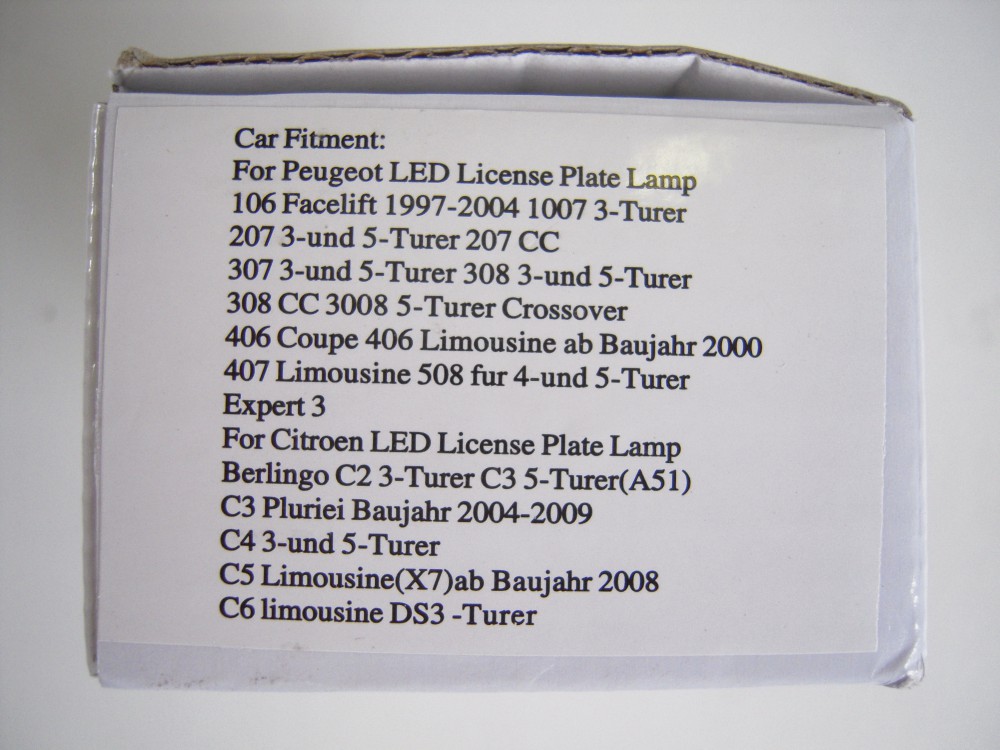 Car Fitment:
For Peugeot LED License Plate Lamp
106 Facelift 1997-2004 1007 3-Turer
207 3-und 5-Turer 207 CC
307 3-und 5-Turer 308 3-und 5-Turer
308 CC 3008 5-Turer Crossover
406 Coupe 406 Limousine ab Baujahr 2000
407 Limousine 508 fur 4-und 5-Turer
Expert 3
For Citroen LED License Plate Lamp
Berlingo C2 3-Turer C3 5-Turer(A51)
C3 Pluriei Baujahr 2004-2009
C4 3-und 5-Turer
C5 Limousine(X7)ab Baujahr 2008
C6 limousine DS3 -Turer